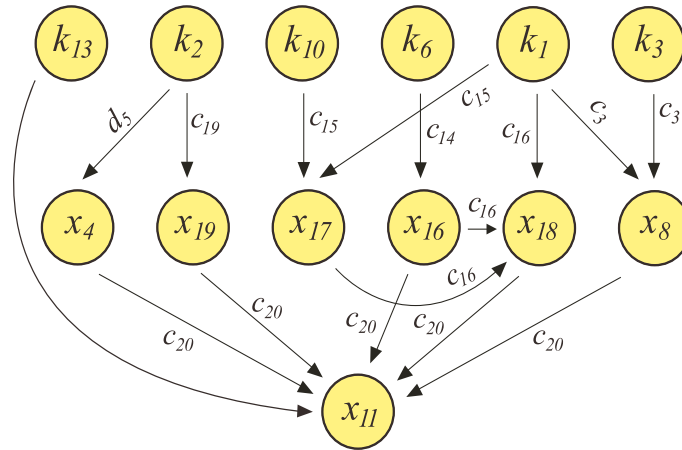 k13 k2 k10 k6 k1 k3
d5 c19 c15 c14 c15 c16 c3 c3
x4 x19 x17 x16 c16 x18 x8
c16
c20 c20 c20 c20 c20
x11